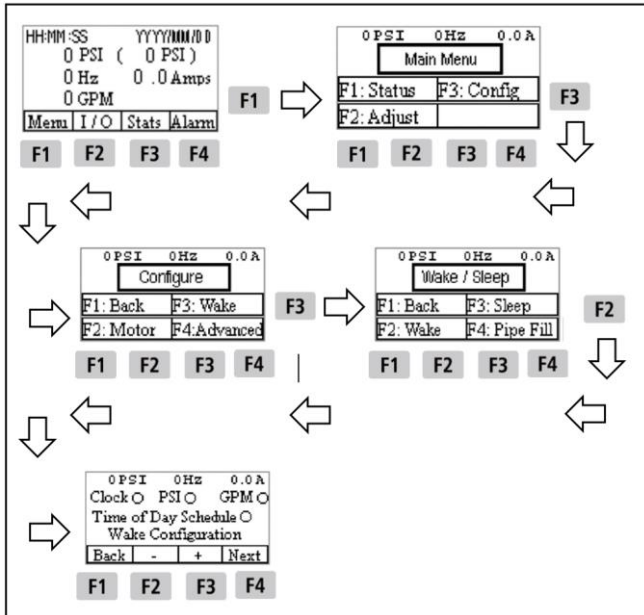 HH:MM:SS YYYY/MM/DD
0 PSI ( 0 PSI )
0 Hz 0 .0 Amps
0 GPM
Menu I/O Stats Alarm
F1 F2 F3 F4
F1
0PSI 0Hz 0.0A
Main Menu
F1: Status F3: Config
F2: Adjust
F1 F2 F3 F4
F3
0PSI 0Hz 0.0A
Configure
F1: Back F3: Wake
F2: Motor F4:Advanced
F1 F2 F3 F4
F3
0PSI 0Hz 0.0A
Wake / Sleep
F1: Back F3: Sleep
F2: Wake F4: Pipe Fill
F1 F2 F3 F4
F2
0PSI 0Hz 0.0A
Clock PSI GPM
Time of Day Schedule
Wake Configuration
Back - + Next
F1 F2 F3 F4